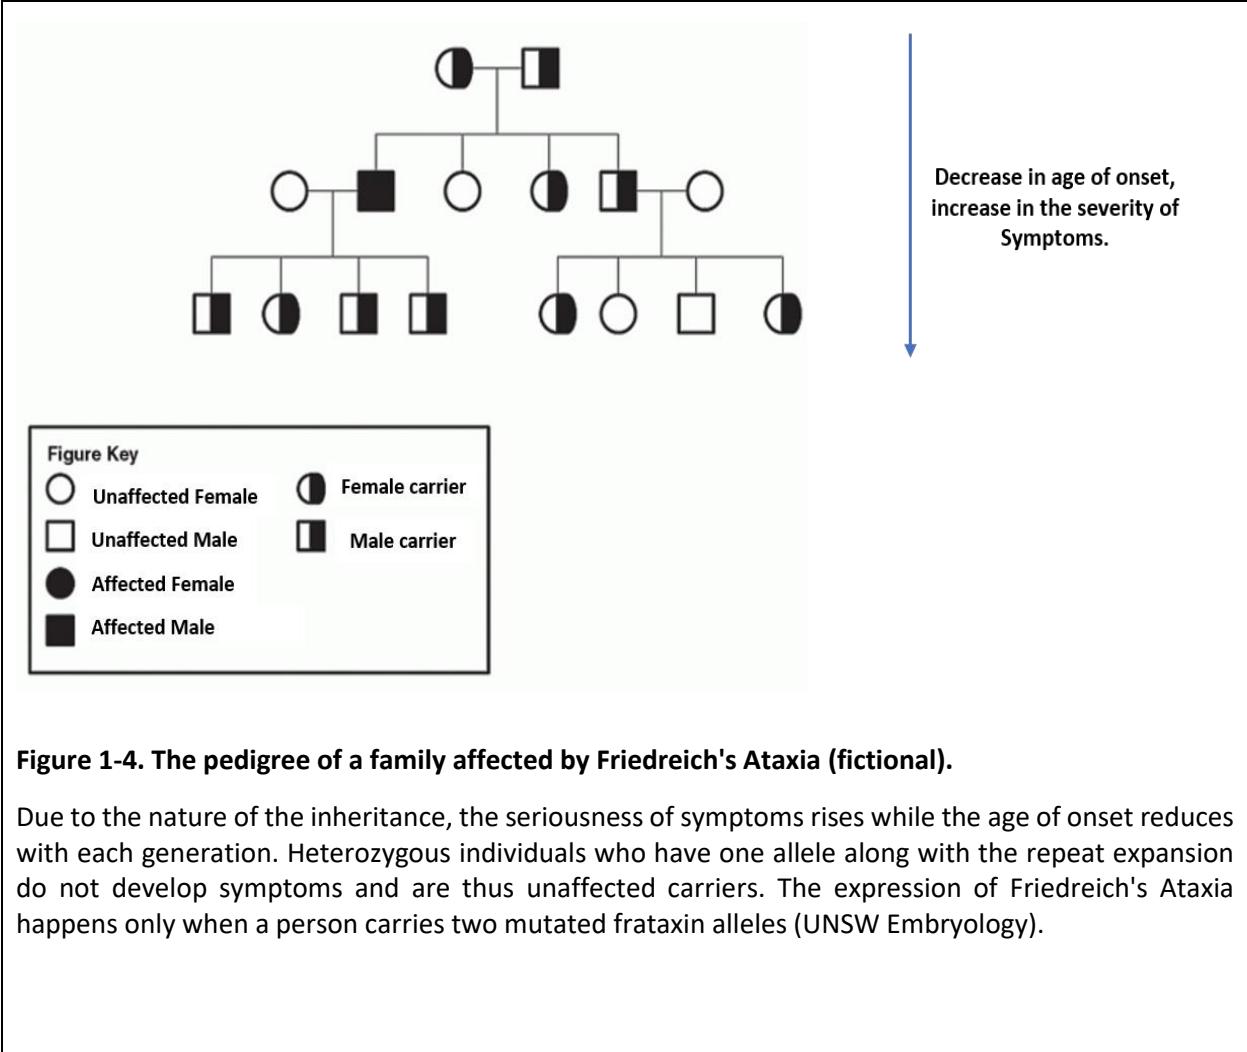 Decrease in age of onset,
increase in the severity of
Symptoms.
Figure Key
Unaffected Female
Female carrier
Unaffected Male
Male carrier
Affected Female
Affected Male
Figure 1-4. The pedigree of a family affected by Friedreich's Ataxia (fictional).
Due to the nature of the inheritance, the seriousness of symptoms rises while the age of onset reduces
with each generation. Heterozygous individuals who have one allele along with the repeat expansion
do not develop symptoms and are thus unaffected carriers. The expression of Friedreich's Ataxia
happens only when a person carries two mutated frataxin alleles (UNSW Embryology).